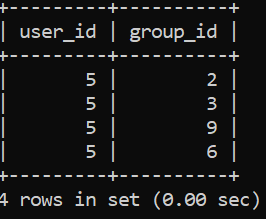 +---------+----------+
| user_id | group_id |
+---------+----------+
|       5 |        2 |
|       5 |        3 |
|       5 |        9 |
|       5 |        6 |
+---------+----------+
4 rows in set (0.00 sec)